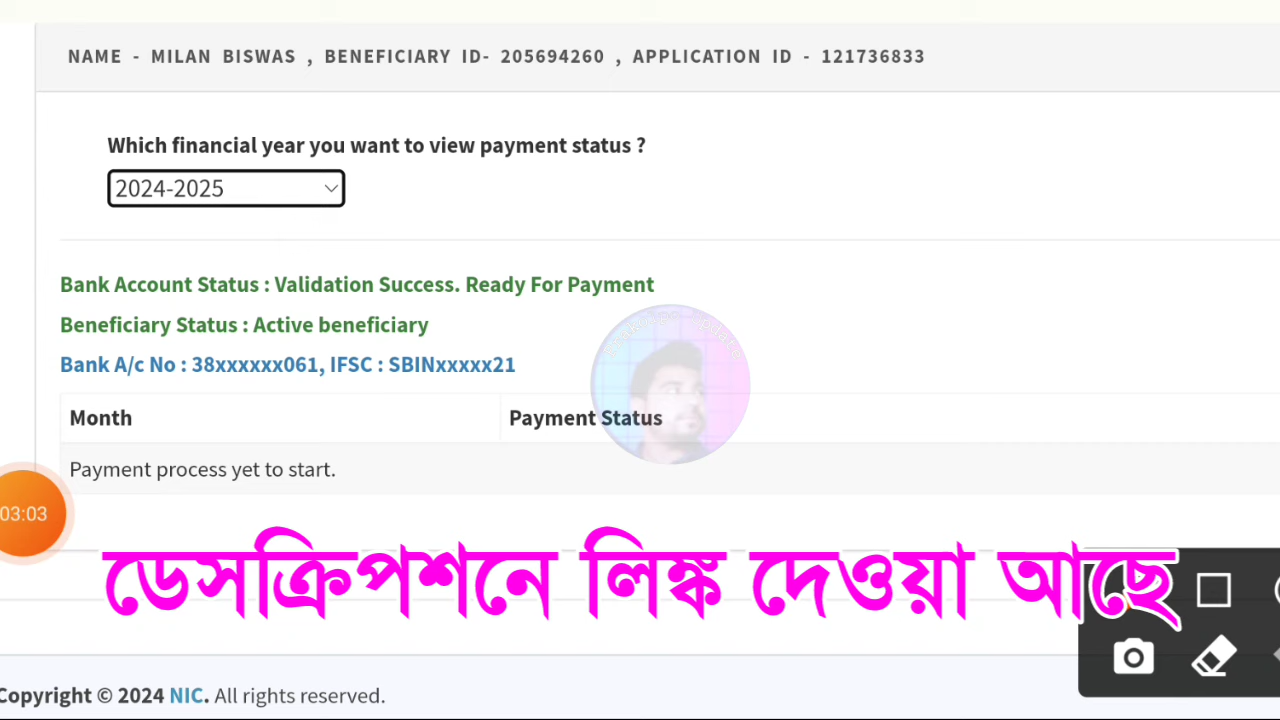 NAME - MILAN BISWAS , BENEFICIARY ID- 205694260 , APPLICATION ID - 121736833
Which financial year you want to view payment status ?
2024-2025
Bank Account Status : Validation Success. Ready For Payment
Beneficiary Status : Active beneficiary
Bank A/c No : 38xxxxxx061, IFSC : SBINxxxxx21
Month Payment Status
Payment process yet to start.
03:03
ডেসক্রিপশনে লিঙ্ক দেওয়া আছে
Copyright © 2024 NIC. All rights reserved.